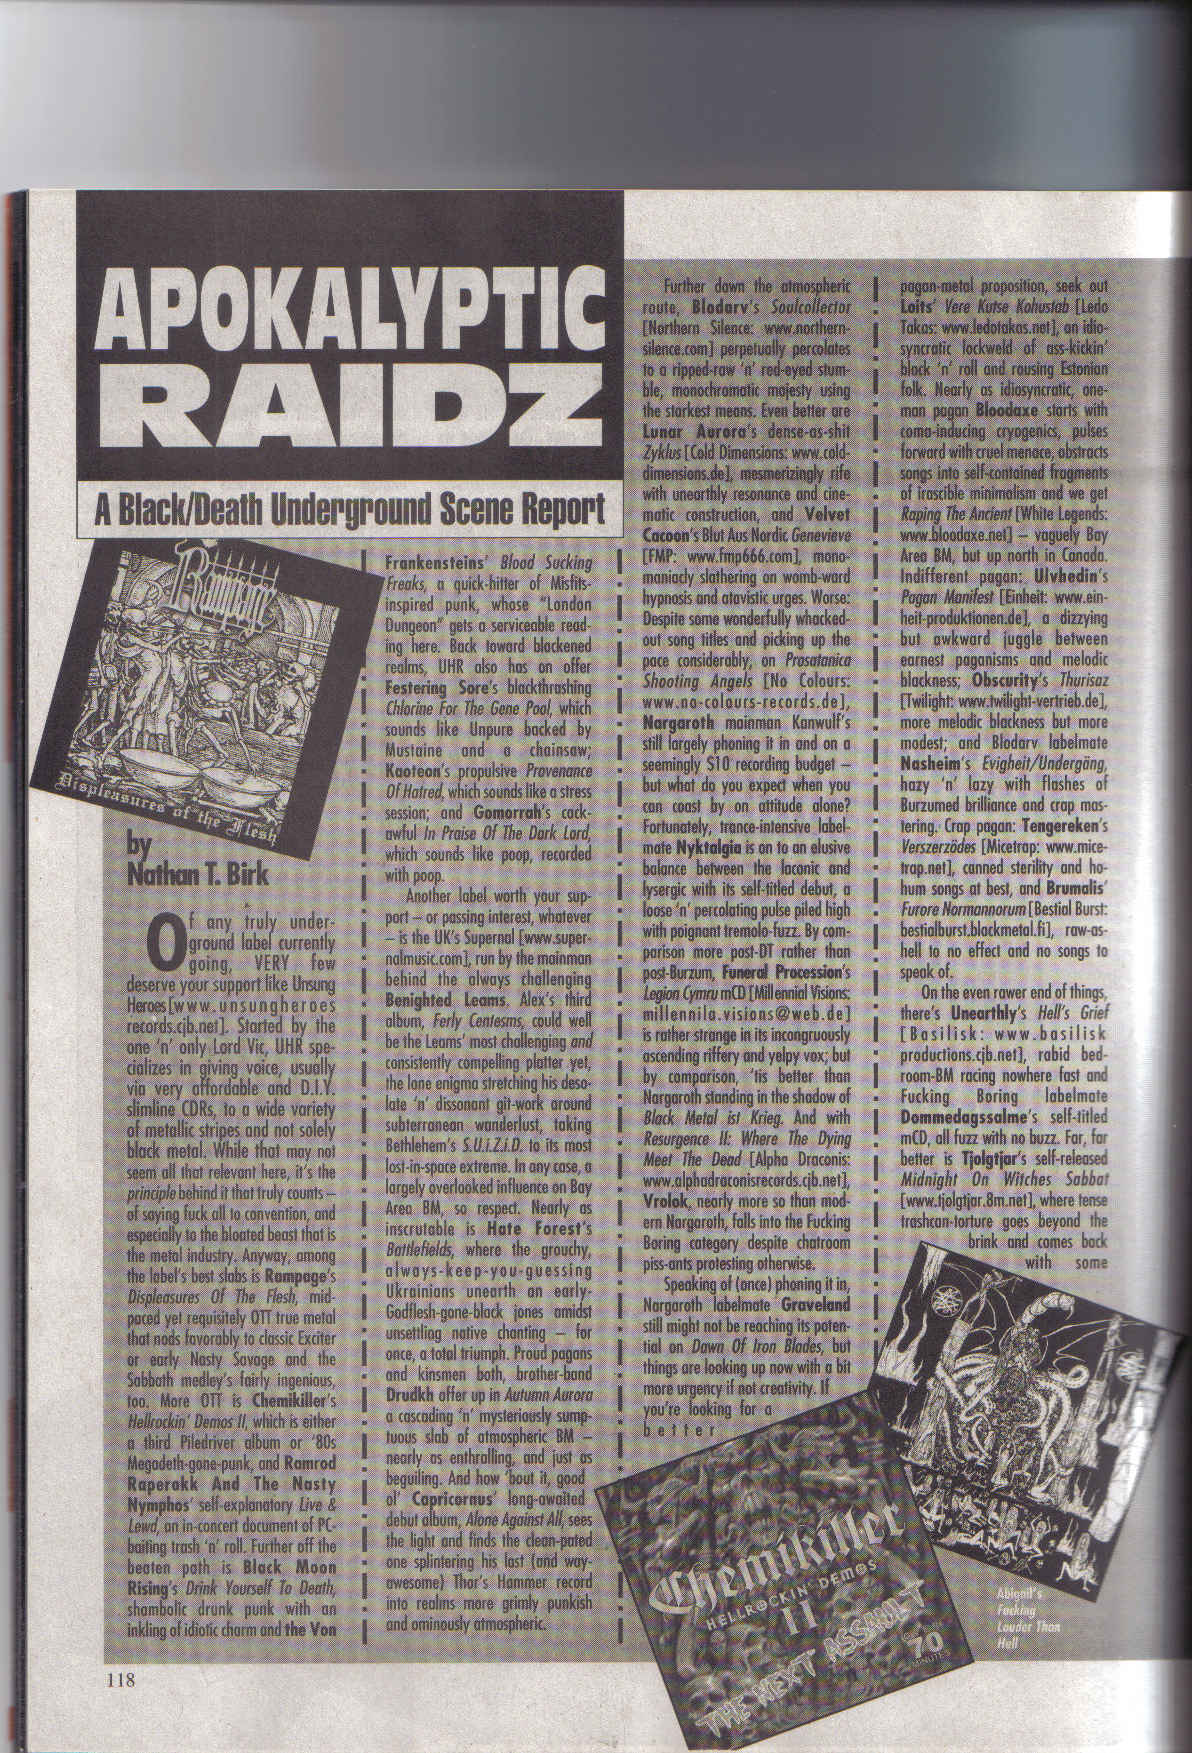 APOKALYPTIC
RAIDZ
A Black/Death Underground Scene Report
Rampage
Displeasures of the Flesh
by
Nathan T. Birk
Of any truly under-
ground label currently
going, VERY few
deserve your support like Unsung
Heroes [www.unsungheroes
records.cjb.net]. Started by the
one 'n' only Lord Vic, UHR spe-
cializes in giving voice, usually
via very affordable and D.I.Y.
slimline CDRs, to a wide variety
of metallic stripes and not solely
black metal. While that may not
seem all that relevant here, it's the
principle behind it that truly counts –
of saying fuck all to convention, and
especially to the bloated beast that is
the metal industry. Anyway, among
the label's best slabs is Rampage's
Displeasures Of The Flesh, mid-
paced yet requisitely OTT true metal
that nods favorably to classic Exciter
or early Nasty Savage and the
Sabbath medley's fairly ingenious,
too. More OTT is Chemikiller's
Hellrockin' Demos II, which is either
a third Piledriver album or '80s
Megadeth-gone-punk, and Ramrod
Raperakk And The Nasty
Nymphos' self-explanatory Live &
Lewd, an in-concert document of PC-
baiting trash 'n' roll. Further off the
beaten path is Black Moon
Rising's Drink Yourself To Death,
shambolic drunk punk with an
inkling of idiotic charm and the Von
Frankensteins' Blood Sucking
Freaks, a quick-hitter of Misfits-
inspired punk, whose "London
Dungeon" gets a serviceable read-
ing here. Back toward blackened
realms, UHR also has on offer
Festering Sore's blackthrashing
Chlorine For The Gene Pool, which
sounds like Unpure backed by
Mustaine and a chainsaw;
Kaoteon's propulsive Provenance
Of Hatred, which sounds like a stress
session; and Gomorrah's cock-
awful In Praise Of The Dark Lord,
which sounds like poop, recorded
with poop.
Another label worth your sup-
port – or passing interest, whatever
– is the UK's Supernal [www.super-
nalmusic.com], run by the mainman
behind the always challenging
Benighted Leams. Alex's third
album, Ferly Centesms, could well
be the Leams' most challenging and
consistently compelling platter yet,
the lone enigma stretching his deso-
late 'n' dissonant git-work around
subterranean wanderlust, taking
Bethlehem's S.U.i.Z.i.D. to its most
lost-in-space extreme. In any case, a
largely overlooked influence on Bay
Area BM, so respect. Nearly as
inscrutable is Hate Forest's
Battlefields, where the grouchy,
always-keep-you-guessing
Ukrainians unearth an early-
Godflesh-gone-black jones amidst
unsettling native chanting – for
once, a total triumph. Proud pagans
and kinsmen both, brother-band
Drudkh offer up in Autumn Aurora
a cascading 'n' mysteriously sump-
tuous slab of atmospheric BM –
nearly as enthralling, and just as
beguiling. And how 'bout it, good
ol' Capricornus' long-awaited
debut album, Alone Against All, sees
the light and finds the clean-pated
one splintering his last (and way-
awesome) Thor's Hammer record
into realms more grimly punkish
and ominously atmospheric.
Further down the atmospheric
route, Blodarv's Soulcollector
[Northern Silence: www.northern-
silence.com] perpetually percolates
to a ripped-raw 'n' red-eyed stum-
ble, monochromatic majesty using
the starkest means. Even better are
Lunar Aurora's dense-as-shit
Zyklus [Cold Dimensions: www.cold-
dimensions.de], mesmerizingly rife
with unearthly resonance and cine-
matic construction, and Velvet
Cacoon's Blut Aus Nordic Genevieve
[FMP: www.fmp666.com], mono-
maniacly slathering on womb-ward
hypnosis and atavistic urges. Worse:
Despite some wonderfully whacked-
out song titles and picking up the
pace considerably, on Prosatanica
Shooting Angels [No Colours:
www.no-colours-records.de],
Nargaroth mainman Kanwulf's
still largely phoning it in and on a
seemingly $10 recording budget –
but what do you expect when you
can coast by on attitude alone?
Fortunately, trance-intensive label-
mate Nyktalgia is on to an elusive
balance between the laconic and
lysergic with its self-titled debut, a
loose 'n' percolating pulse piled high
with poignant tremolo-fuzz. By com-
parison more post-DT rather than
post-Burzum, Funeral Procession's
Legion Cymru mCD [Millennial Visions:
millennila.visions@web.de]
is rather strange in its incongruously
ascending riffery and yelpy vox; but
by comparison, 'tis better than
Nargaroth standing in the shadow of
Black Metal ist Krieg. And with
Resurgence II: Where The Dying
Meet The Dead [Alpha Draconis:
www.alphadraconisrecords.cjb.net],
Vrolok, nearly more so than mod-
ern Nargaroth, falls into the Fucking
Boring category despite chatroom
piss-ants protesting otherwise.
Speaking of (once) phoning it in,
Nargaroth labelmate Graveland
still might not be reaching its poten-
tial on Dawn Of Iron Blades, but
things are looking up now with a bit
more urgency if not creativity. If
you're looking for a
better
pagan-metal proposition, seek out
Loits' Vere Kutse Kohustab [Ledo
Takas: www.ledotakas.net], an idio-
syncratic lockweld of ass-kickin'
black 'n' roll and rousing Estonian
folk. Nearly as idiosyncratic, one-
man pagan Bloodaxe starts with
coma-inducing cryogenics, pulses
forward with cruel menace, abstracts
songs into self-contained fragments
of irascible minimalism and we get
Raping The Ancient [White Legends:
www.bloodaxe.net] – vaguely Bay
Area BM, but up north in Canada.
Indifferent pagan: Ulvhedin's
Pagan Manifest [Einheit: www.ein-
heit-produktionen.de], a dizzying
but awkward juggle between
earnest paganisms and melodic
blackness; Obscurity's Thurisaz
[Twilight: www.twilight-vertrieb.de],
more melodic blackness but more
modest; and Blodarv labelmate
Nasheim's Evigheit/Undergäng,
hazy 'n' lazy with flashes of
Burzumed brilliance and crap mas-
tering. Crap pagan: Tengereken's
Verszerzödes [Micetrap: www.mice-
trap.net], canned sterility and ho-
hum songs at best, and Brumalis'
Furore Normannorum [Bestial Burst:
bestialburst.blackmetal.fi], raw-as-
hell to no effect and no songs to
speak of.
On the even rawer end of things,
there's Unearthly's Hell's Grief
[Basilisk: www.basilisk
productions.cjb.net], rabid bed-
room-BM racing nowhere fast and
Fucking Boring labelmate
Dommedagssalme's self-titled
mCD, all fuzz with no buzz. Far, far
better is Tjolgtjar's self-released
Midnight On Witches Sabbat
[www.tjolgtjar.8m.net], where tense
trashcan-torture goes beyond the
brink and comes back
with some
Chemikiller
HELLROCKIN' DEMOS
II
THE NEXT ASSAULT
70
MINUTES
Abigail's
Fucking
Louder Than
Hell
118